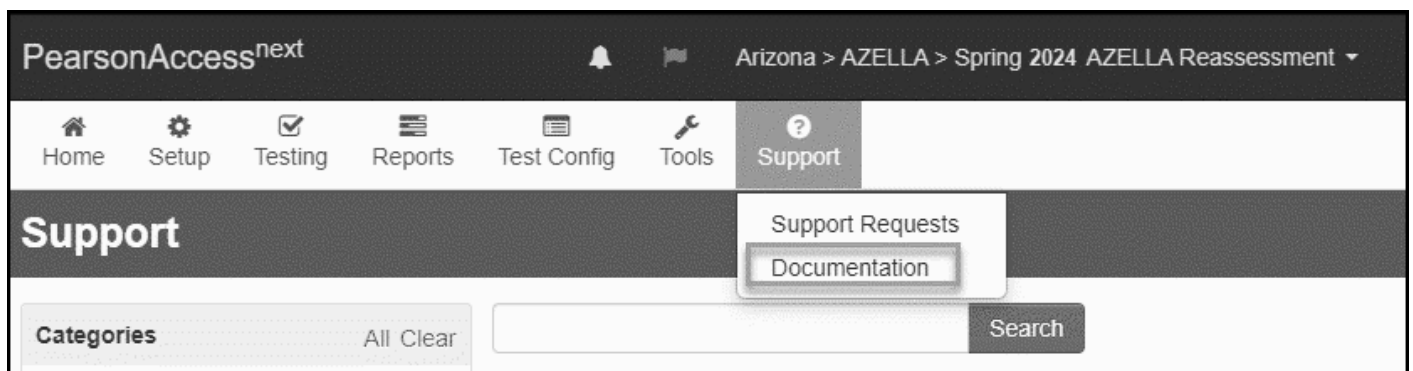 PearsonAccessnext Arizona > AZELLA > Spring 2024 AZELLA Reassessment
Home Setup Testing Reports Test Config Tools Support
Support
Support Requests
Documentation
Categories All Clear Search